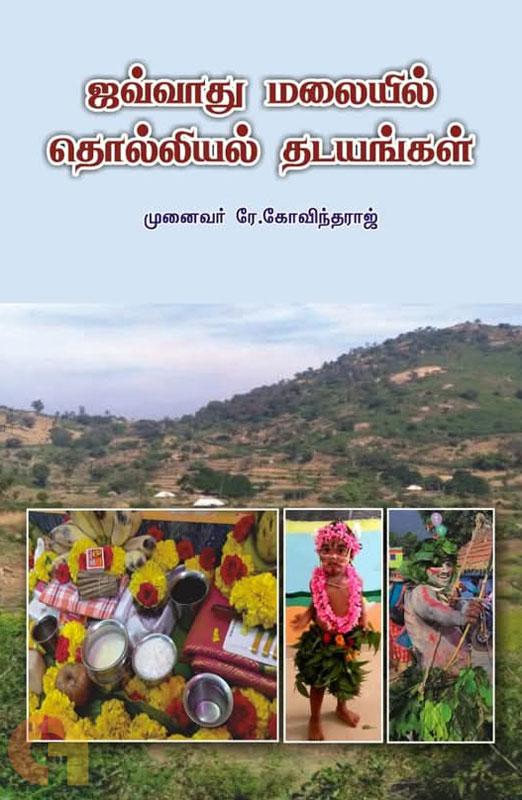 ஜவ்வாது மலையில்
தொல்லியல் தடயங்கள்
முனைவர் ரே.கோவிந்தராஜ்